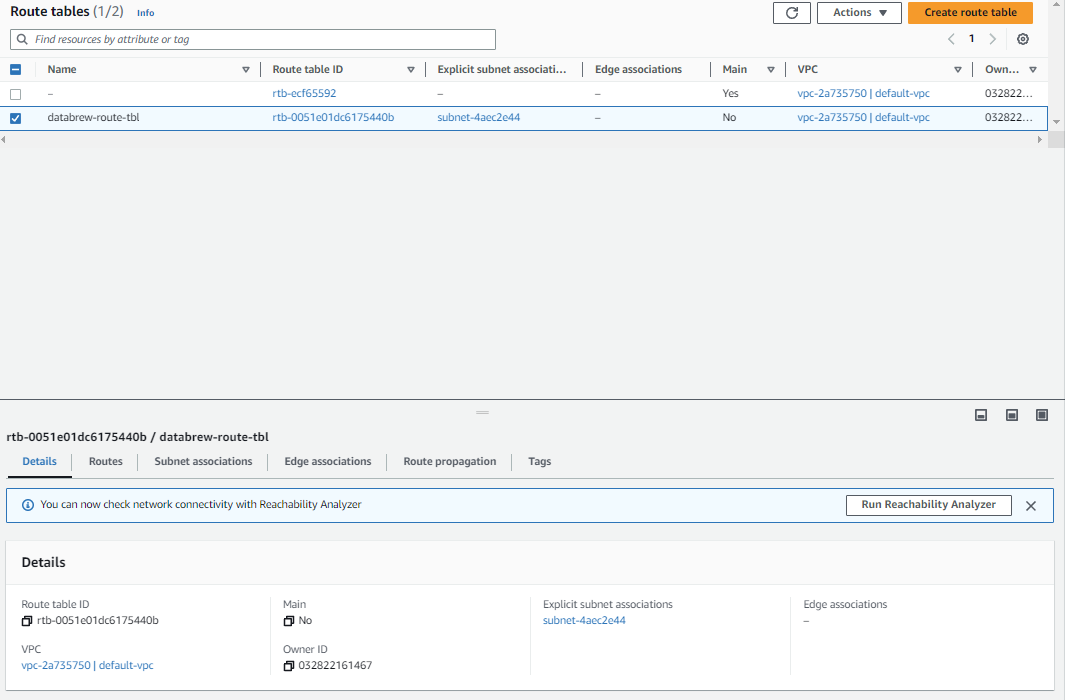 Route tables (1/2) Info
Actions ▼ Create route table
Find resources by attribute or tag
1
Name Route table ID Explicit subnet associati... Edge associations Main VPC Own...
– rtb-ecf65592 – – Yes vpc-2a735750 | default-vpc 032822...
databrew-route-tbl rtb-0051e01dc6175440b subnet-4aec2e44 – No vpc-2a735750 | default-vpc 032822...
rtb-0051e01dc6175440b / databrew-route-tbl
Details Routes Subnet associations Edge associations Route propagation Tags
You can now check network connectivity with Reachability Analyzer Run Reachability Analyzer
Details
Route table ID Main Explicit subnet associations Edge associations
rtb-0051e01dc6175440b No subnet-4aec2e44 –
VPC Owner ID
vpc-2a735750 | default-vpc 032822161467